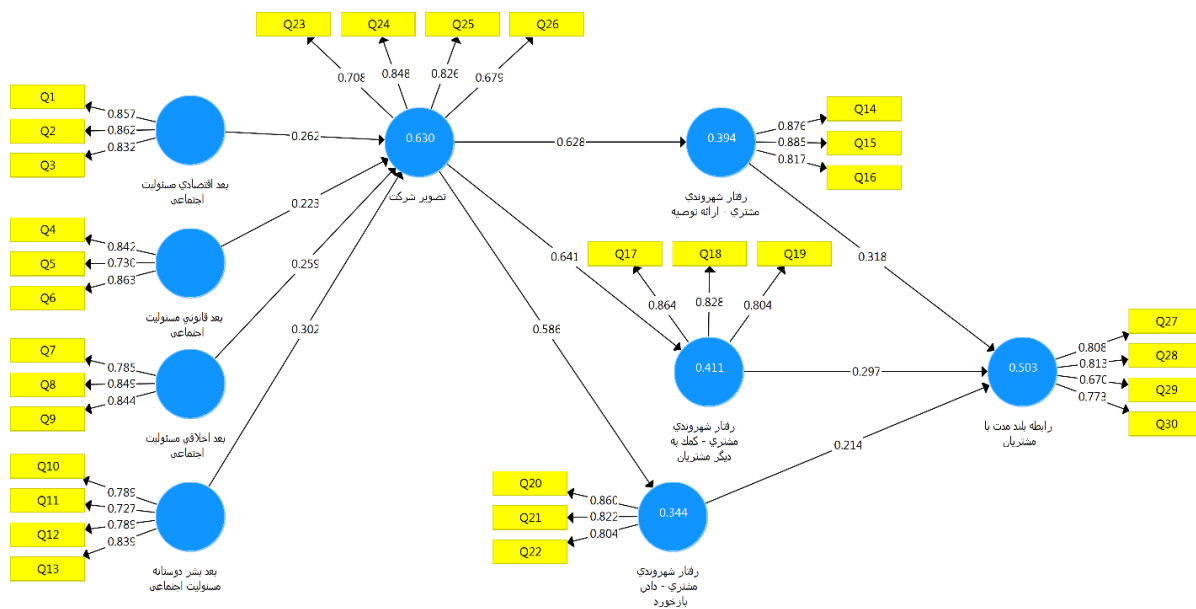 Q23
Q24
Q25
Q26
0.708
0.848
0.826
0.679
Q1
Q2
Q3
0.857
0.862
0.832
بعد اقتصادي مسئوليت
اجتماعی
0.262
0.630
تصوير شركت
0.628
0.394
رفتار شهروندي
مشتري - ارائه توصيه
0.876
0.885
0.817
Q14
Q15
Q16
Q4
Q5
Q6
0.842
0.730
0.863
بعد قانوني مسئوليت
اجتماعی
0.223
0.259
0.302
0.641
0.586
0.318
Q17
Q18
Q19
0.864
0.828
0.804
0.411
رفتار شهروندي
مشتري - كمك به
ديگر مشتريان
0.297
Q7
Q8
Q9
0.785
0.849
0.844
بعد اخلاقي مسئوليت
اجتماعی
0.503
رابطه بلند مدت با
مشتريان
0.808
0.813
0.670
0.773
Q27
Q28
Q29
Q30
0.214
Q10
Q11
Q12
Q13
0.789
0.727
0.789
0.839
بعد بشر دوستانه
مسئوليت اجتماعی
Q20
Q21
Q22
0.860
0.822
0.804
0.344
رفتار شهروندي
مشتري - دادن
بازخورد